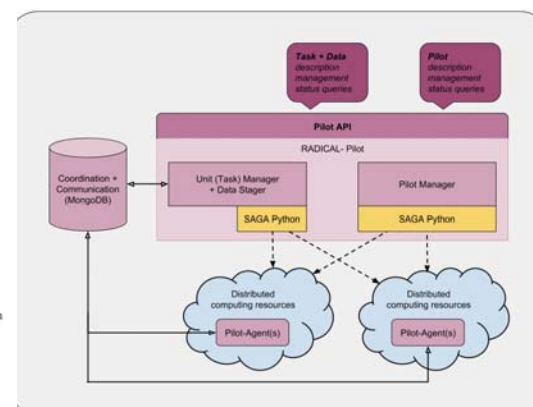 Task + Data
description
management
status queries
Pilot
description
management
status queries
Pilot API
RADICAL- Pilot
Coordination +
Communication
(MongoDB)
Unit (Task) Manager
+ Data Stager
Pilot Manager
SAGA Python
SAGA Python
Distributed
computing resources
Pilot-Agent(s)
Distributed
computing resources
Pilot-Agent(s)
4